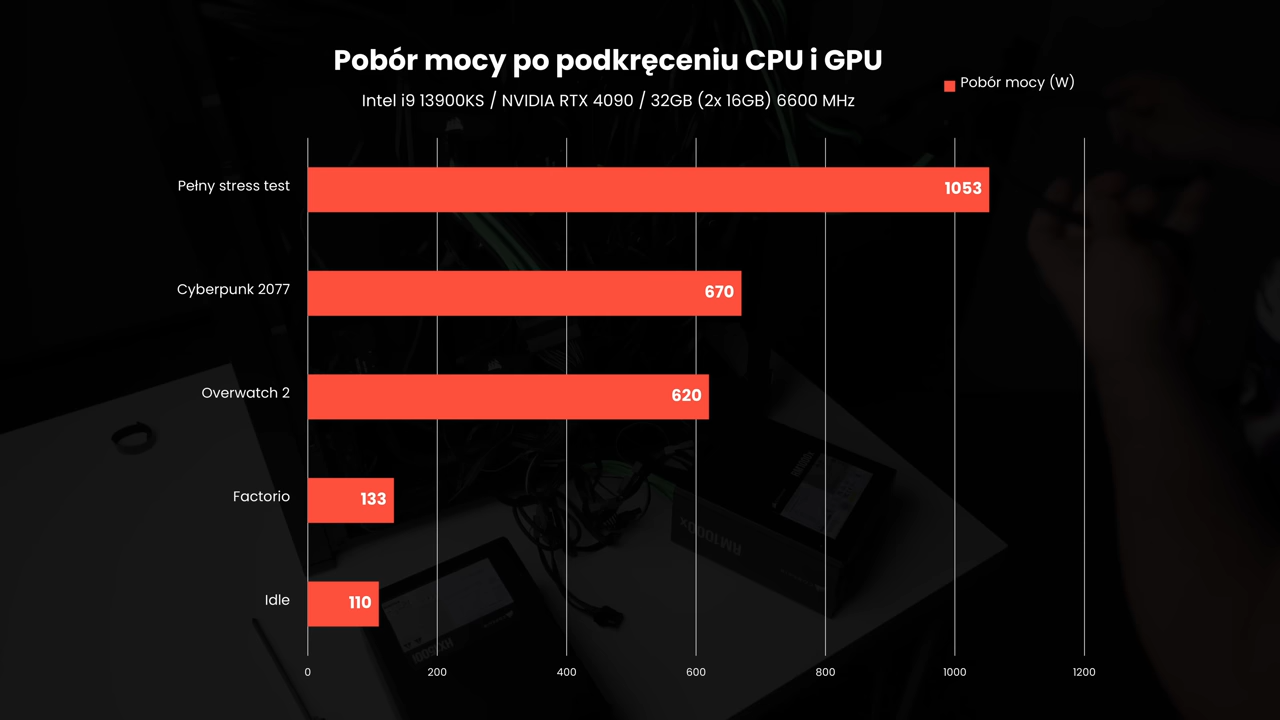 Pobór mocy po podkręceniu CPU i GPU
Intel i9 13900KS / NVIDIA RTX 4090 / 32GB (2x 16GB) 6600 MHz
Pobór mocy (W)
Pełny stress test
1053
Cyberpunk 2077
670
Overwatch 2
620
Factorio
133
Idle
110
0
200
400
600
800
1000
1200
RM1000x